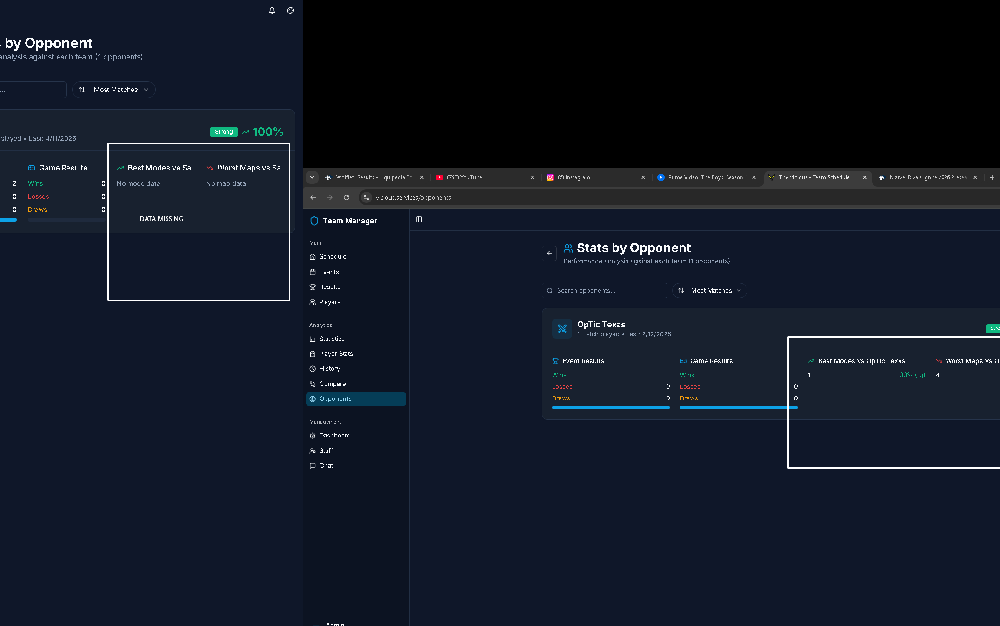 s by Opponent
analysis against each team (1 opponents)
...
Most Matches
Strong
100%
played • Last: 4/11/2026
Game Results
Best Modes vs Sa
Worst Maps vs Sa
2
Wins
0
No mode data
No map data
0
Losses
0
0
Draws
0
DATA MISSING
Wolfiez: Results - Liquipedia Fo
(798) YouTube
(6) Instagram
Prime Video: The Boys, Season
The Vicious - Team Schedule
Marvel Rivals Ignite 2026 Presea
vicious.services/opponents
Team Manager
Main
Schedule
Events
Results
Players
Analytics
Statistics
Player Stats
History
Compare
Opponents
Management
Dashboard
Staff
Chat
Admin
Stats by Opponent
Performance analysis against each team (1 opponents)
Search opponents...
Most Matches
OpTic Texas
1 match played • Last: 2/19/2026
Stro
Event Results
Game Results
Best Modes vs OpTic Texas
Worst Maps vs O
Wins 1
Wins 1
1 100% (1g)
4
Losses 0
Losses 0
Draws 0
Draws 0